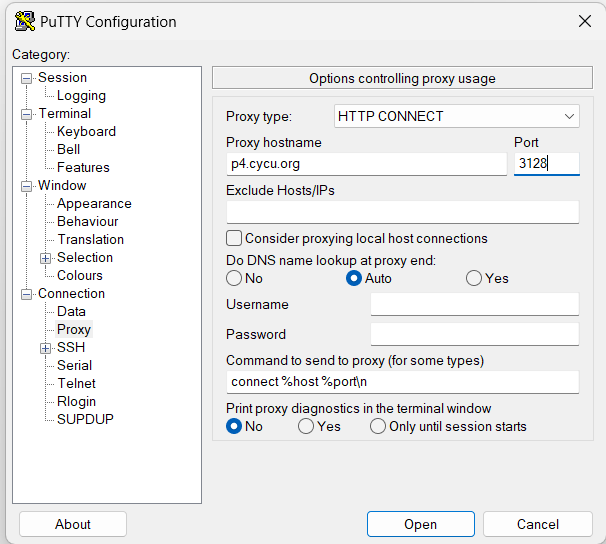 PuTTY Configuration
Category:
Session
Logging
Terminal
Keyboard
Bell
Features
Window
Appearance
Behaviour
Translation
Selection
Colours
Connection
Data
Proxy
SSH
Serial
Telnet
Rlogin
SUPDUP
Options controlling proxy usage
Proxy type: HTTP CONNECT
Proxy hostname Port
p4.cycu.org 3128
Exclude Hosts/IPs
Consider proxying local host connections
Do DNS name lookup at proxy end:
No Auto Yes
Username
Password
Command to send to proxy (for some types)
connect %host %port\n
Print proxy diagnostics in the terminal window
No Yes Only until session starts
About Open Cancel